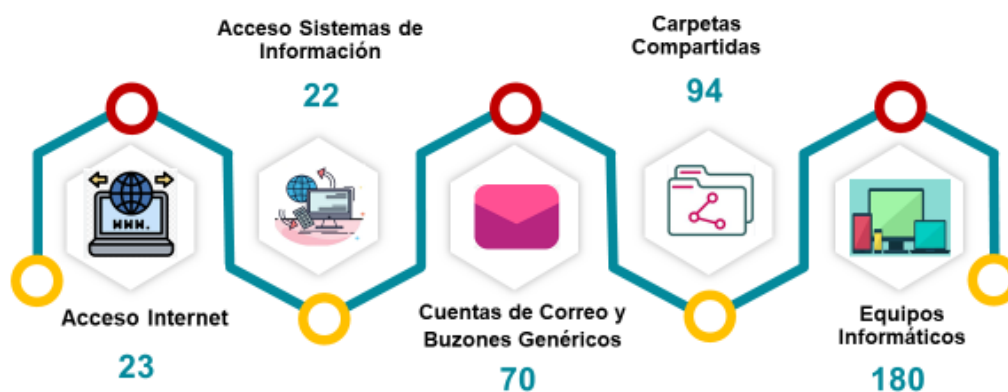 Acceso Internet
23
Acceso Sistemas de
Información
22
Cuentas de Correo y
Buzones Genéricos
70
Carpetas
Compartidas
94
Equipos
Informáticos
180
WWW.